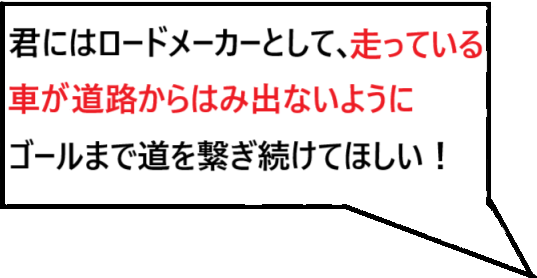 君にはロードメーカーとして、走っている
車が道路からはみ出ないように
ゴールまで道を繋ぎ続けてほしい！